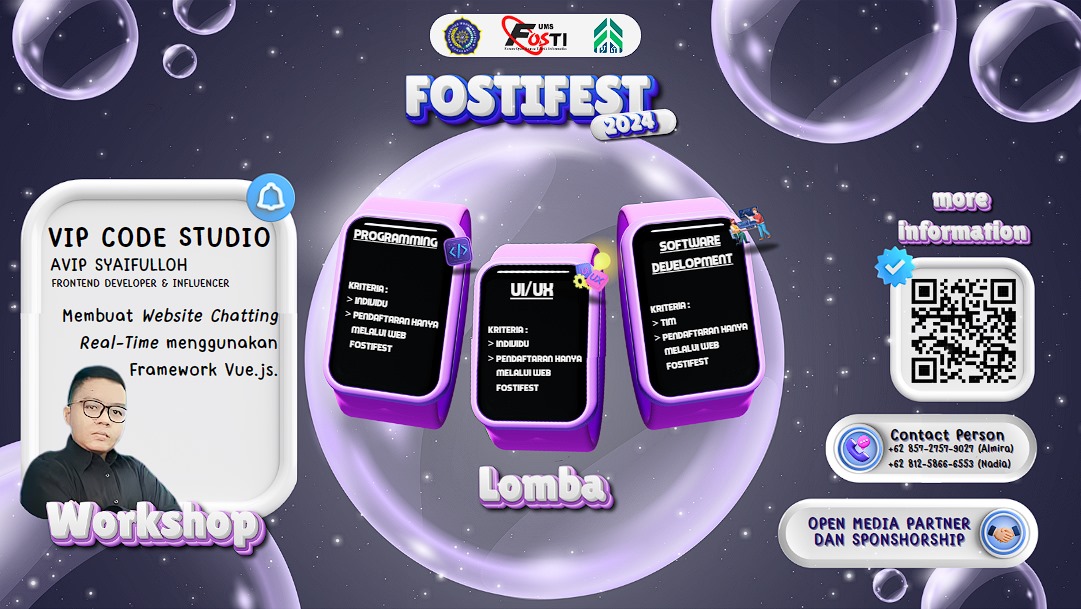 UMS
FOSTI
FOSTIFEST
2024
VIP CODE STUDIO
AVIP SYAIFULLOH
FRONTEND DEVELOPER & INFLUENCER
Membuat Website Chatting
Real-Time menggunakan
Framework Vue.js.
Workshop
PROGRAMMING
KRITERIA :
> INDIVIDU
> PENDAFTARAN HANYA
MELALUI WEB
FOSTIFEST
UI/UX
KRITERIA :
> INDIVIDU
> PENDAFTARAN HANYA
MELALUI WEB
FOSTIFEST
UX
SOFTWARE
DEVELOPMENT
KRITERIA :
> TIM
> PENDAFTARAN HANYA
MELALUI WEB
FOSTIFEST
Lomba
more
information
Contact Person
+62 857-2757-9027 (Almira)
+62 812-5866-6553 (Nadia)
OPEN MEDIA PARTNER
DAN SPONSHORSHIP